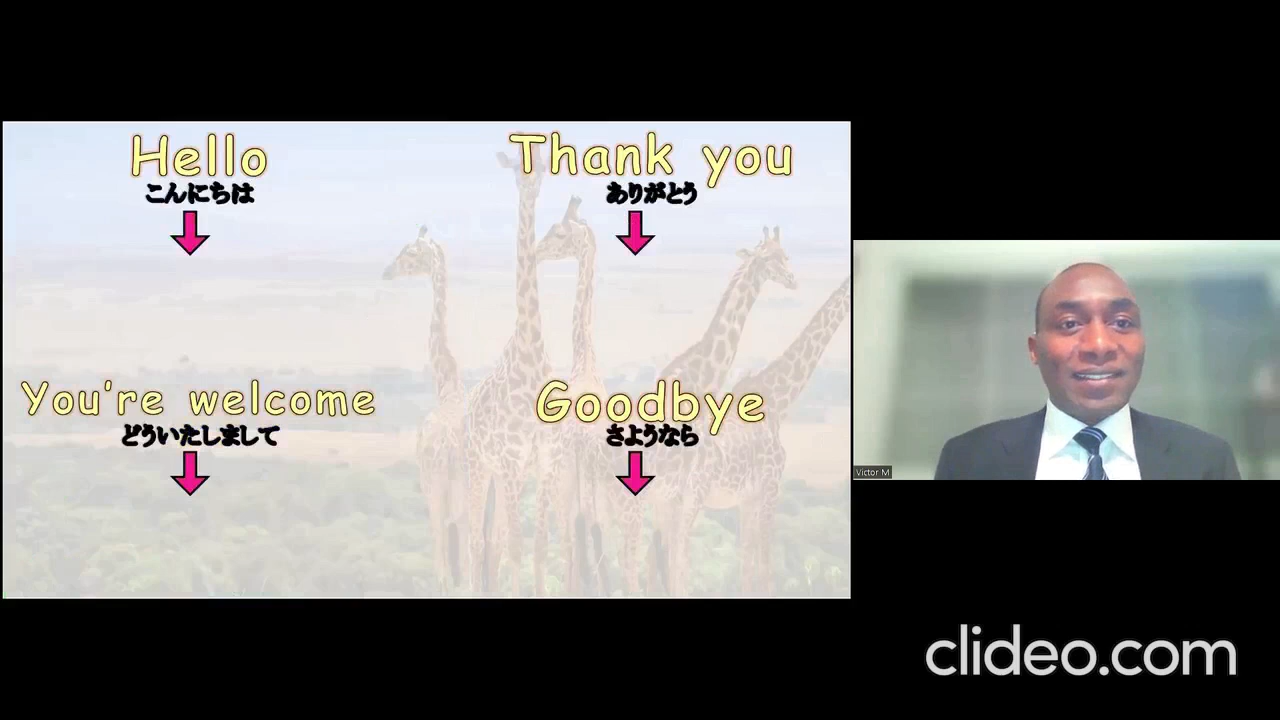 Hello
こんにちは
Thank you
ありがとう
You're welcome
どういたしまして
Goodbye
さようなら
Victor M
clideo.com